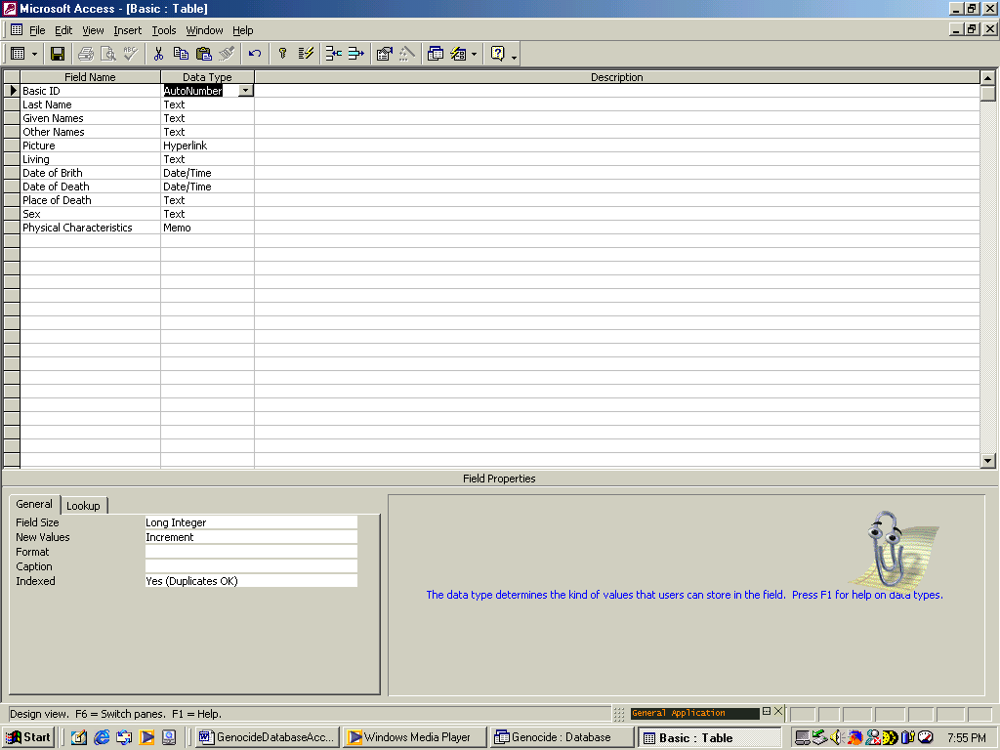 Microsoft Access - [Basic : Table]
File Edit View Insert Tools Window Help
Field Name Data Type Description
Basic ID AutoNumber
Last Name Text
Given Names Text
Other Names Text
Picture Hyperlink
Living Text
Date of Brith Date/Time
Date of Death Date/Time
Place of Death Text
Sex Text
Physical Characteristics Memo
Field Properties
General Lookup
Field Size Long Integer
New Values Increment
Format
Caption
Indexed Yes (Duplicates OK)
The data type determines the kind of values that users can store in the field. Press F1 for help on data types.
Design view. F6 = Switch panes. F1 = Help.
General Application
Start GenocideDatabaseAcc... Windows Media Player Genocide : Database Basic : Table 7:55 PM